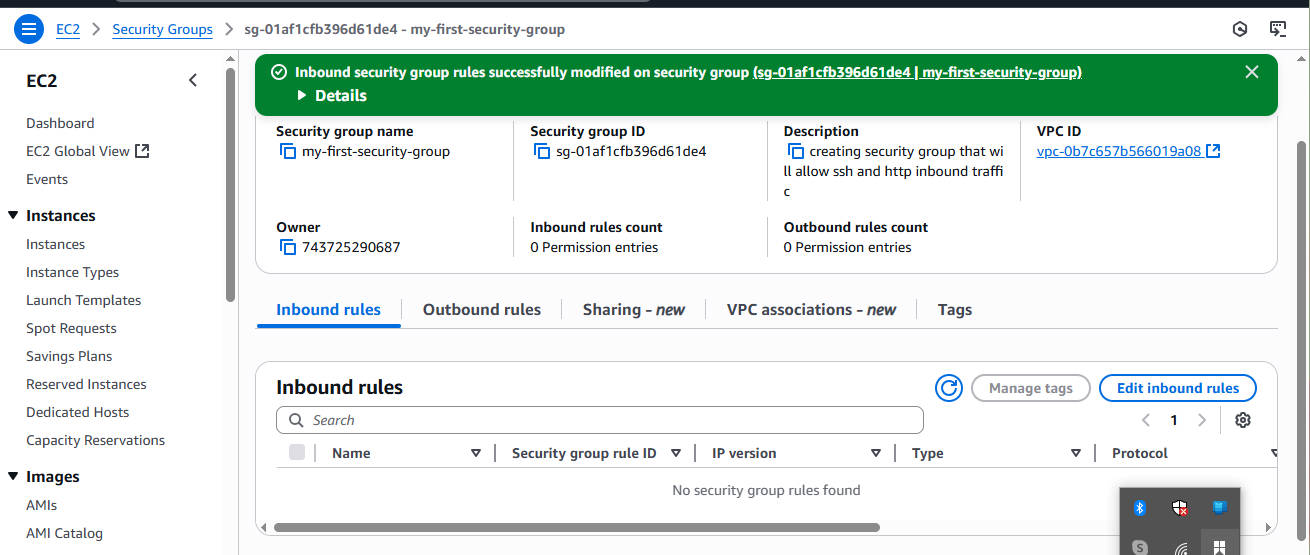 EC2 > Security Groups > sg-01af1cfb396d61de4 - my-first-security-group
EC2
Dashboard
EC2 Global View
Events
Instances
Instances
Instance Types
Launch Templates
Spot Requests
Savings Plans
Reserved Instances
Dedicated Hosts
Capacity Reservations
Images
AMIs
AMI Catalog
Inbound security group rules successfully modified on security group (sg-01af1cfb396d61de4 | my-first-security-group)
Details
Security group name
my-first-security-group
Security group ID
sg-01af1cfb396d61de4
Description
creating security group that wi
ll allow ssh and http inbound traffi
c
VPC ID
vpc-0b7c657b566019a08
Owner
743725290687
Inbound rules count
0 Permission entries
Outbound rules count
0 Permission entries
Inbound rules
Outbound rules
Sharing - new
VPC associations - new
Tags
Inbound rules
Manage tags
Edit inbound rules
Search
1
Name
Security group rule ID
IP version
Type
Protocol
No security group rules found